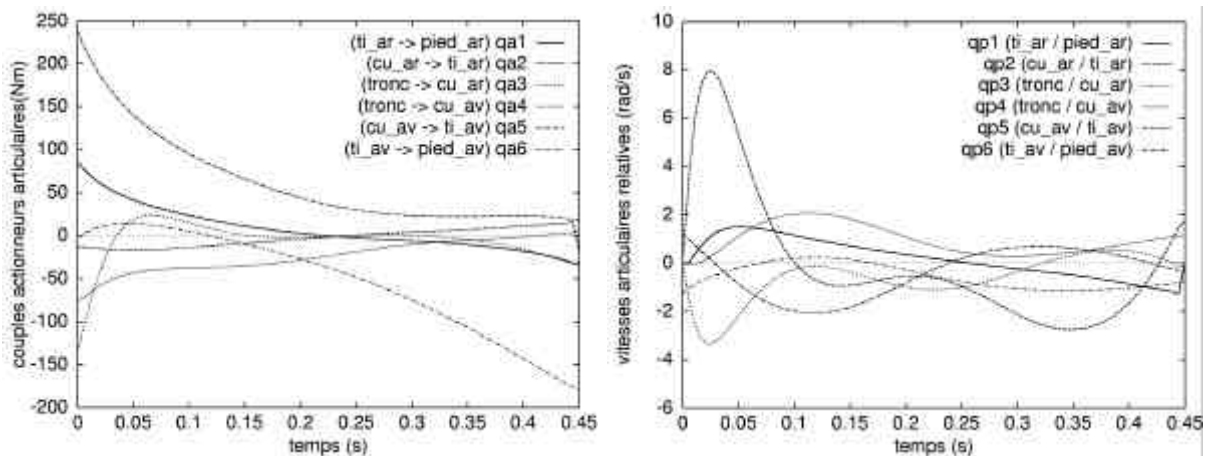 couples actionneurs articulaires(Nm)
250
200
150
100
50
0
-50
-100
-150
-200
(ti_ar -> pied_ar) qa1
(cu_ar -> ti_ar) qa2
(tronc -> cu_ar) qa3
(tronc -> cu_av) qa4
(cu_av -> ti_av) qa5
(ti_av -> pied_av) qa6
0 0.05 0.1 0.15 0.2 0.25 0.3 0.35 0.4 0.45
temps (s)
vitesses articulaires relatives (rad/s)
10
8
6
4
2
0
-2
-4
-6
qp1 (ti_ar / pied_ar)
qp2 (cu_ar / ti_ar)
qp3 (tronc / cu_ar)
qp4 (tronc / cu_av)
qp5 (cu_av / ti_av)
qp6 (ti_av / pied_av)
0 0.05 0.1 0.15 0.2 0.25 0.3 0.35 0.4 0.45
temps (s)